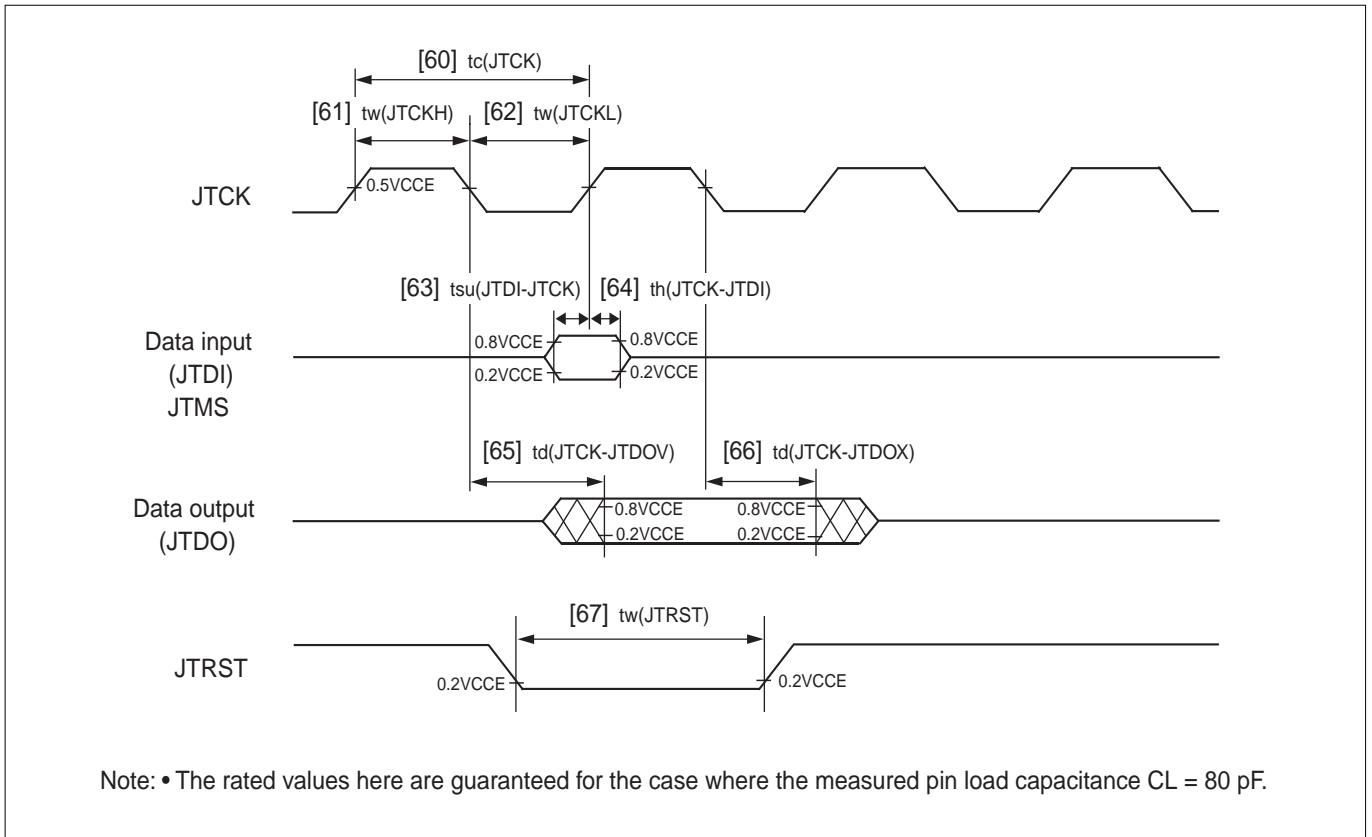 [60] tc(JTCK)
[61] tw(JTCKH) [62] tw(JTCKL)
JTCK
0.5VCCE
[63] tsu(JTDI-JTCK) [64] th(JTCK-JTDI)
Data input
(JTDI)
JTMS
0.8VCCE 0.8VCCE
0.2VCCE 0.2VCCE
[65] td(JTCK-JTDOV) [66] td(JTCK-JTDOX)
Data output
(JTDO)
0.8VCCE 0.8VCCE
0.2VCCE 0.2VCCE
[67] tw(JTRST)
JTRST
0.2VCCE 0.2VCCE
Note: • The rated values here are guaranteed for the case where the measured pin load capacitance CL = 80 pF.